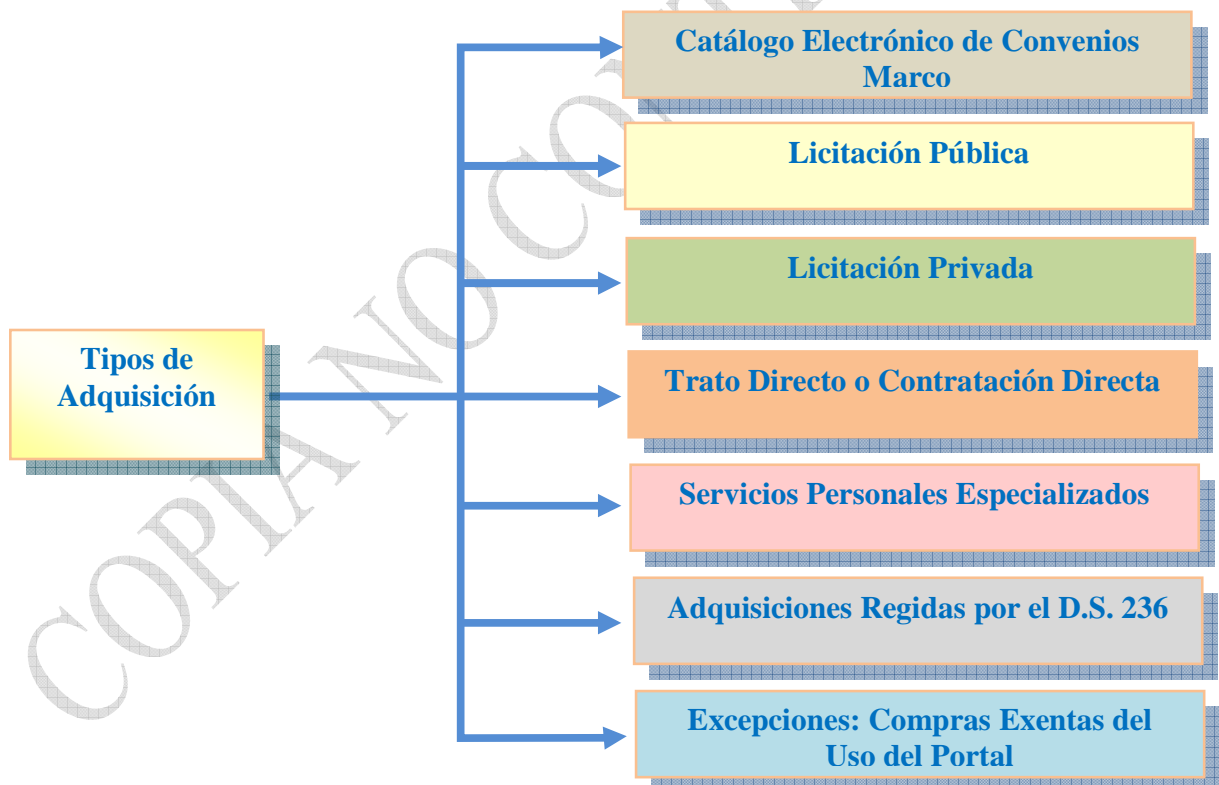 Catálogo Electrónico de Convenios
Marco
Licitación Pública
Licitación Privada
Tipos de
Adquisición
Trato Directo o Contratación Directa
Servicios Personales Especializados
Adquisiciones Regidas por el D.S. 236
Excepciones: Compras Exentas del
Uso del Portal
COPIA NO CO